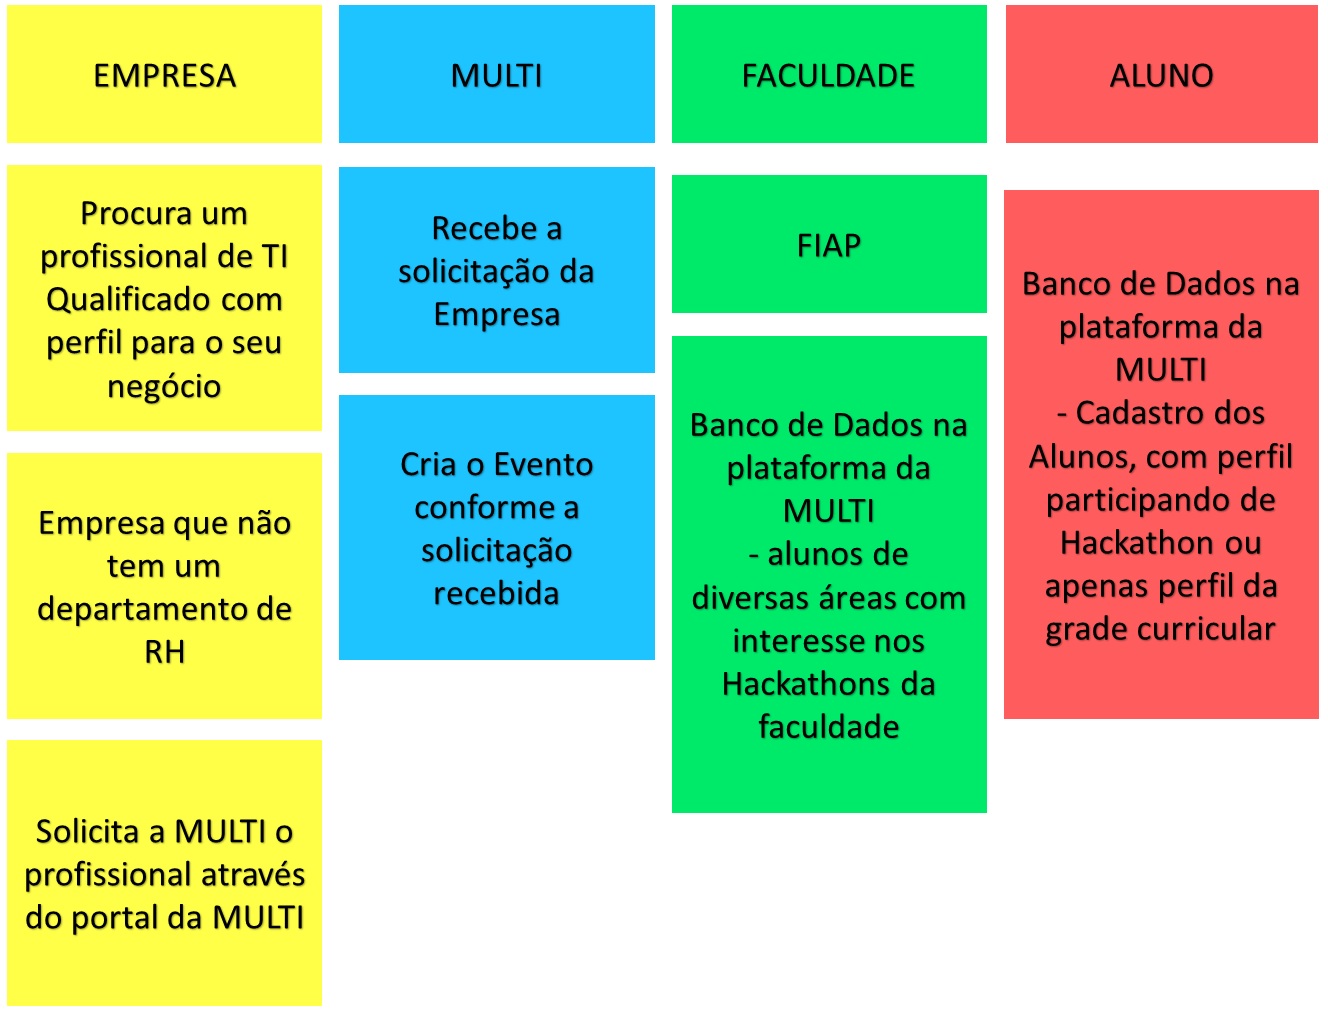 EMPRESA
Procura um
profissional de TI
Qualificado com
perfil para o seu
negócio
Empresa que não
tem um
departamento de
RH
Solicita a MULTI o
profissional através
do portal da MULTI
MULTI
Recebe a
solicitação da
Empresa
Cria o Evento
conforme a
solicitação
recebida
FACULDADE
FIAP
Banco de Dados na
plataforma da
MULTI
- alunos de
diversas áreas com
interesse nos
Hackathons da
faculdade
ALUNO
Banco de Dados na
plataforma da
MULTI
- Cadastro dos
Alunos, com perfil
participando de
Hackathon ou
apenas perfil da
grade curricular